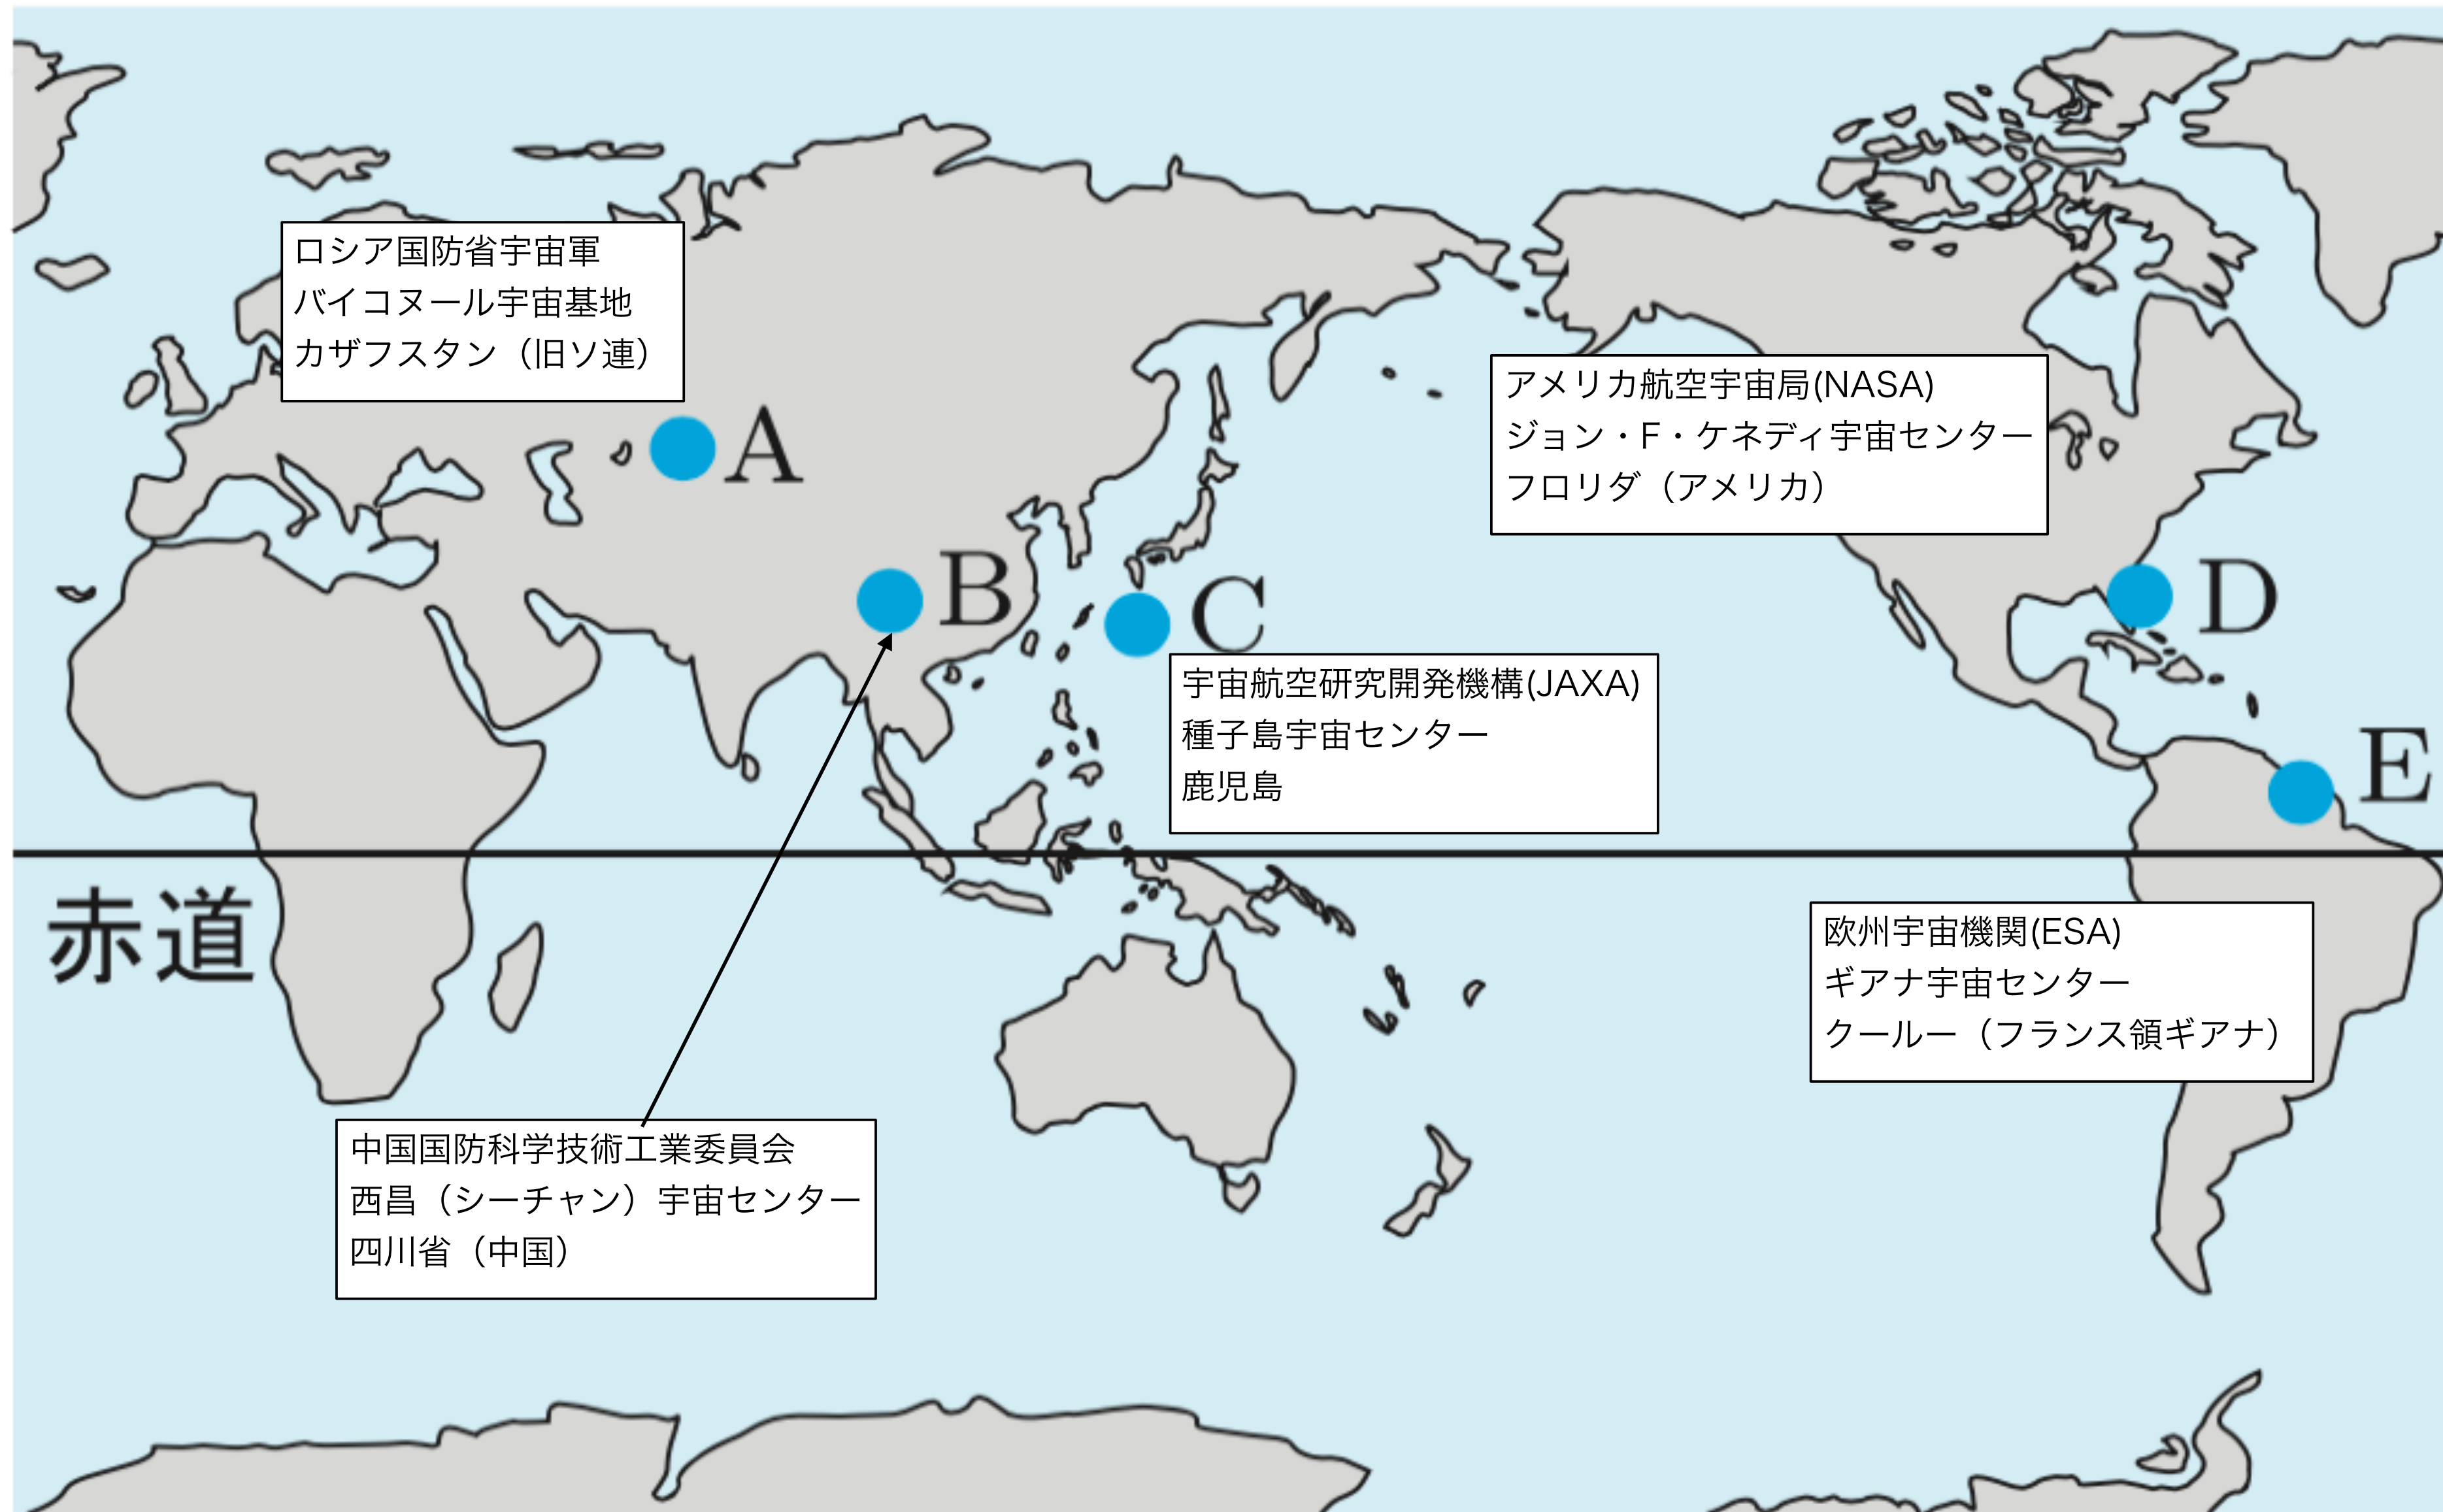 ロシア国防省宇宙軍
バイコヌール宇宙基地
カザフスタン（旧ソ連）
A
アメリカ航空宇宙局(NASA)
ジョン・F・ケネディ宇宙センター
フロリダ（アメリカ）
B
C
D
宇宙航空研究開発機構(JAXA)
種子島宇宙センター
鹿児島
E
赤道
欧州宇宙機関(ESA)
ギアナ宇宙センター
クールー（フランス領ギアナ）
中国国防科学技術工業委員会
西昌（シーチャン）宇宙センター
四川省（中国）